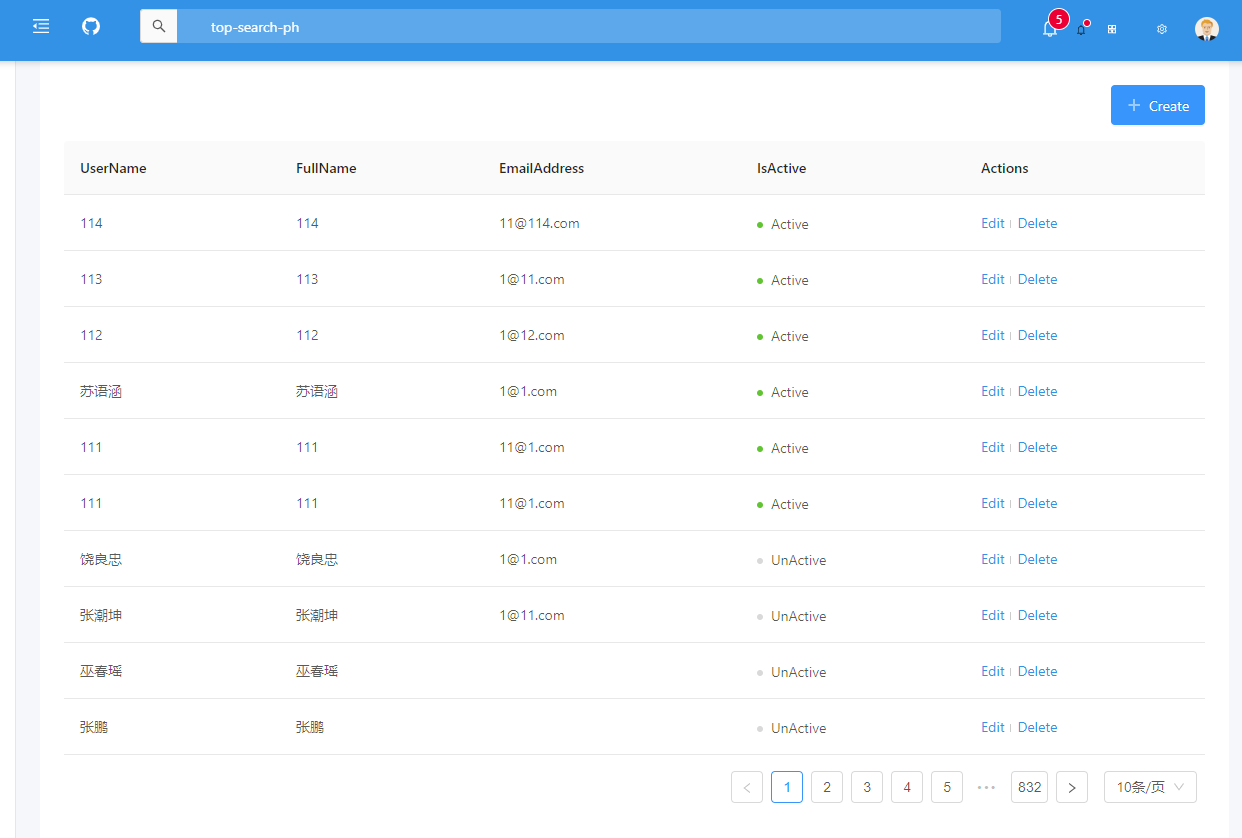 top-search-ph 5
Create
UserName FullName EmailAddress IsActive Actions
114 114 11@114.com Active Edit Delete
113 113 1@11.com Active Edit Delete
112 112 1@12.com Active Edit Delete
苏语涵 苏语涵 1@1.com Active Edit Delete
111 111 11@1.com Active Edit Delete
111 111 11@1.com Active Edit Delete
饶良忠 饶良忠 1@1.com UnActive Edit Delete
张潮坤 张潮坤 1@11.com UnActive Edit Delete
巫春瑶 巫春瑶 UnActive Edit Delete
张鹏 张鹏 UnActive Edit Delete
< 1 2 3 4 5 ••• 832 > 10条/页